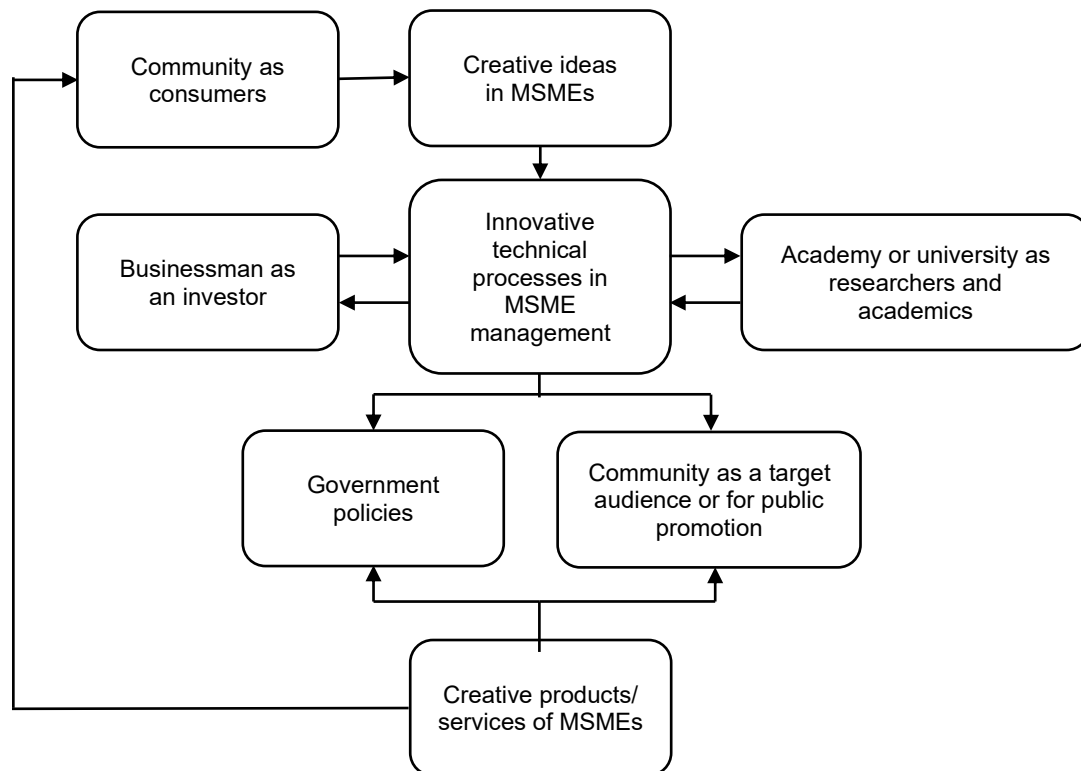 Community as
consumers
Creative ideas
in MSMEs
Businessman as
an investor
Innovative
technical
processes in
MSME
management
Academy or university as
researchers and
academics
Government
policies
Community as a target
audience or for public
promotion
Creative products/
services of MSMEs